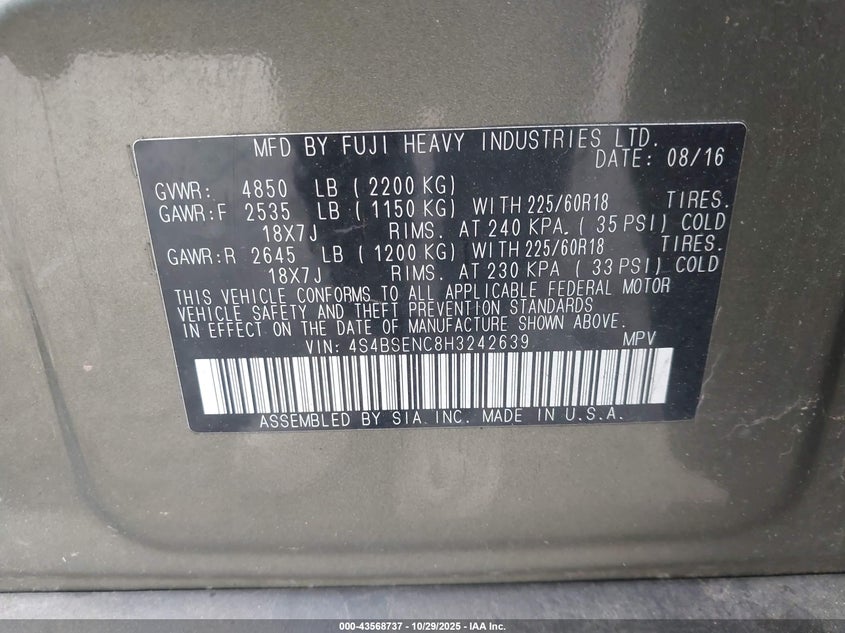 MFD BY FUJI HEAVY INDUSTRIES LTD.
DATE: 08/16
GVWR: 4850 LB ( 2200 KG)
GAWR:F 2535 LB ( 1150 KG) WITH 225/60R18 TIRES.
18X7J RIMS. AT 240 KPA. ( 35 PSI) COLD
GAWR:R 2645 LB ( 1200 KG) WITH 225/60R18 TIRES.
18X7J RIMS. AT 230 KPA ( 33 PSI) COLD
THIS VEHICLE CONFORMS TO ALL APPLICABLE FEDERAL MOTOR
VEHICLE SAFETY AND THEFT PREVENTION STANDARDS
IN EFFECT ON THE DATE OF MANUFACTURE SHOWN ABOVE.
VIN: 4S4BSENC8H3242639 MPV
ASSEMBLED BY SIA INC. MADE IN U.S.A.
000-43568737 - 10/29/2025 - IAA Inc.